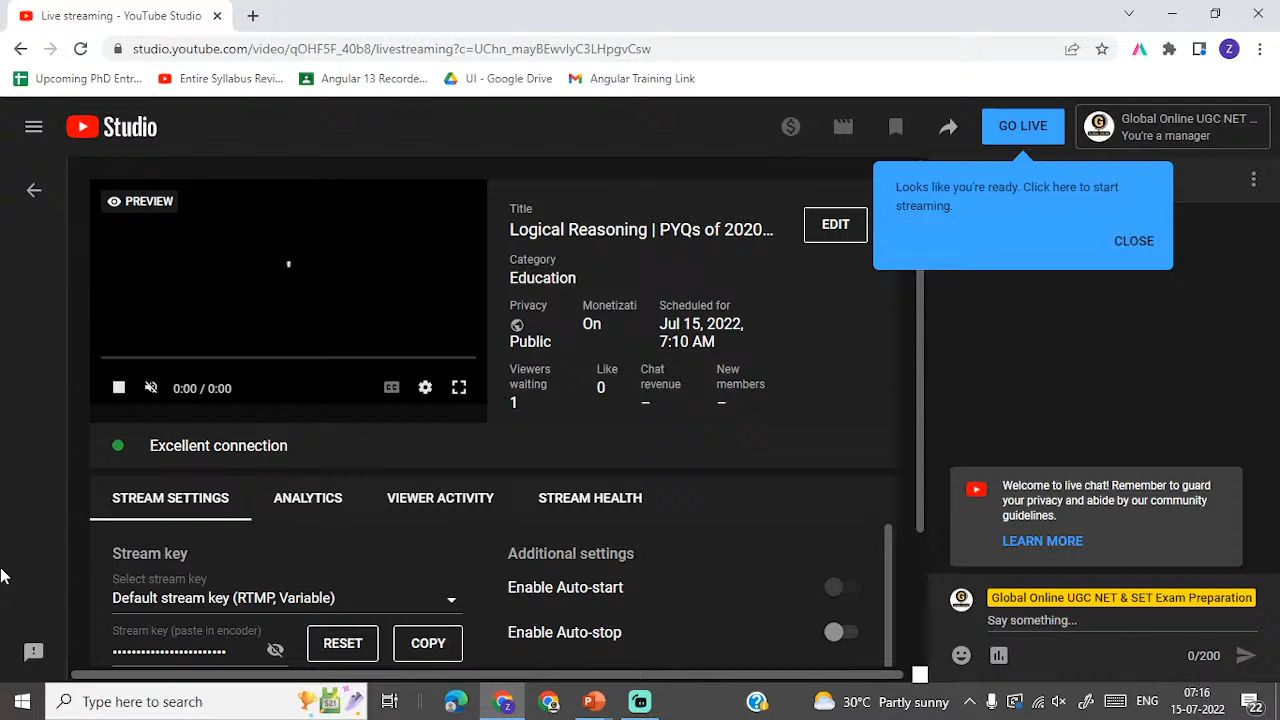 Live streaming - YouTube Studio
studio.youtube.com/video/qOHF5F_40b8/livestreaming?c=UChn_mayBEwvlyC3LHpgvCsw
Z
Upcoming PhD Entr...
Entire Syllabus Revi...
Angular 13 Recorde...
UI - Google Drive
Angular Training Link
Studio
GO LIVE
Global Online UGC NET ...
You're a manager
Looks like you're ready. Click here to start
streaming.
CLOSE
PREVIEW
0:00 / 0:00
Title
Logical Reasoning | PYQs of 2020...
EDIT
Category
Education
Privacy
Public
Monetizati
On
Scheduled for
Jul 15, 2022,
7:10 AM
Viewers
waiting
1
Like
0
Chat
revenue
–
New
members
–
Excellent connection
STREAM SETTINGS
ANALYTICS
VIEWER ACTIVITY
STREAM HEALTH
Stream key
Select stream key
Default stream key (RTMP, Variable)
Stream key (paste in encoder)
••••••••••••••••••••••••
RESET
COPY
Additional settings
Enable Auto-start
Enable Auto-stop
Welcome to live chat! Remember to guard
your privacy and abide by our community
guidelines.
LEARN MORE
Global Online UGC NET & SET Exam Preparation
Say something...
0/200
Type here to search
30°C Partly sunny
ENG
07:16
15-07-2022
22